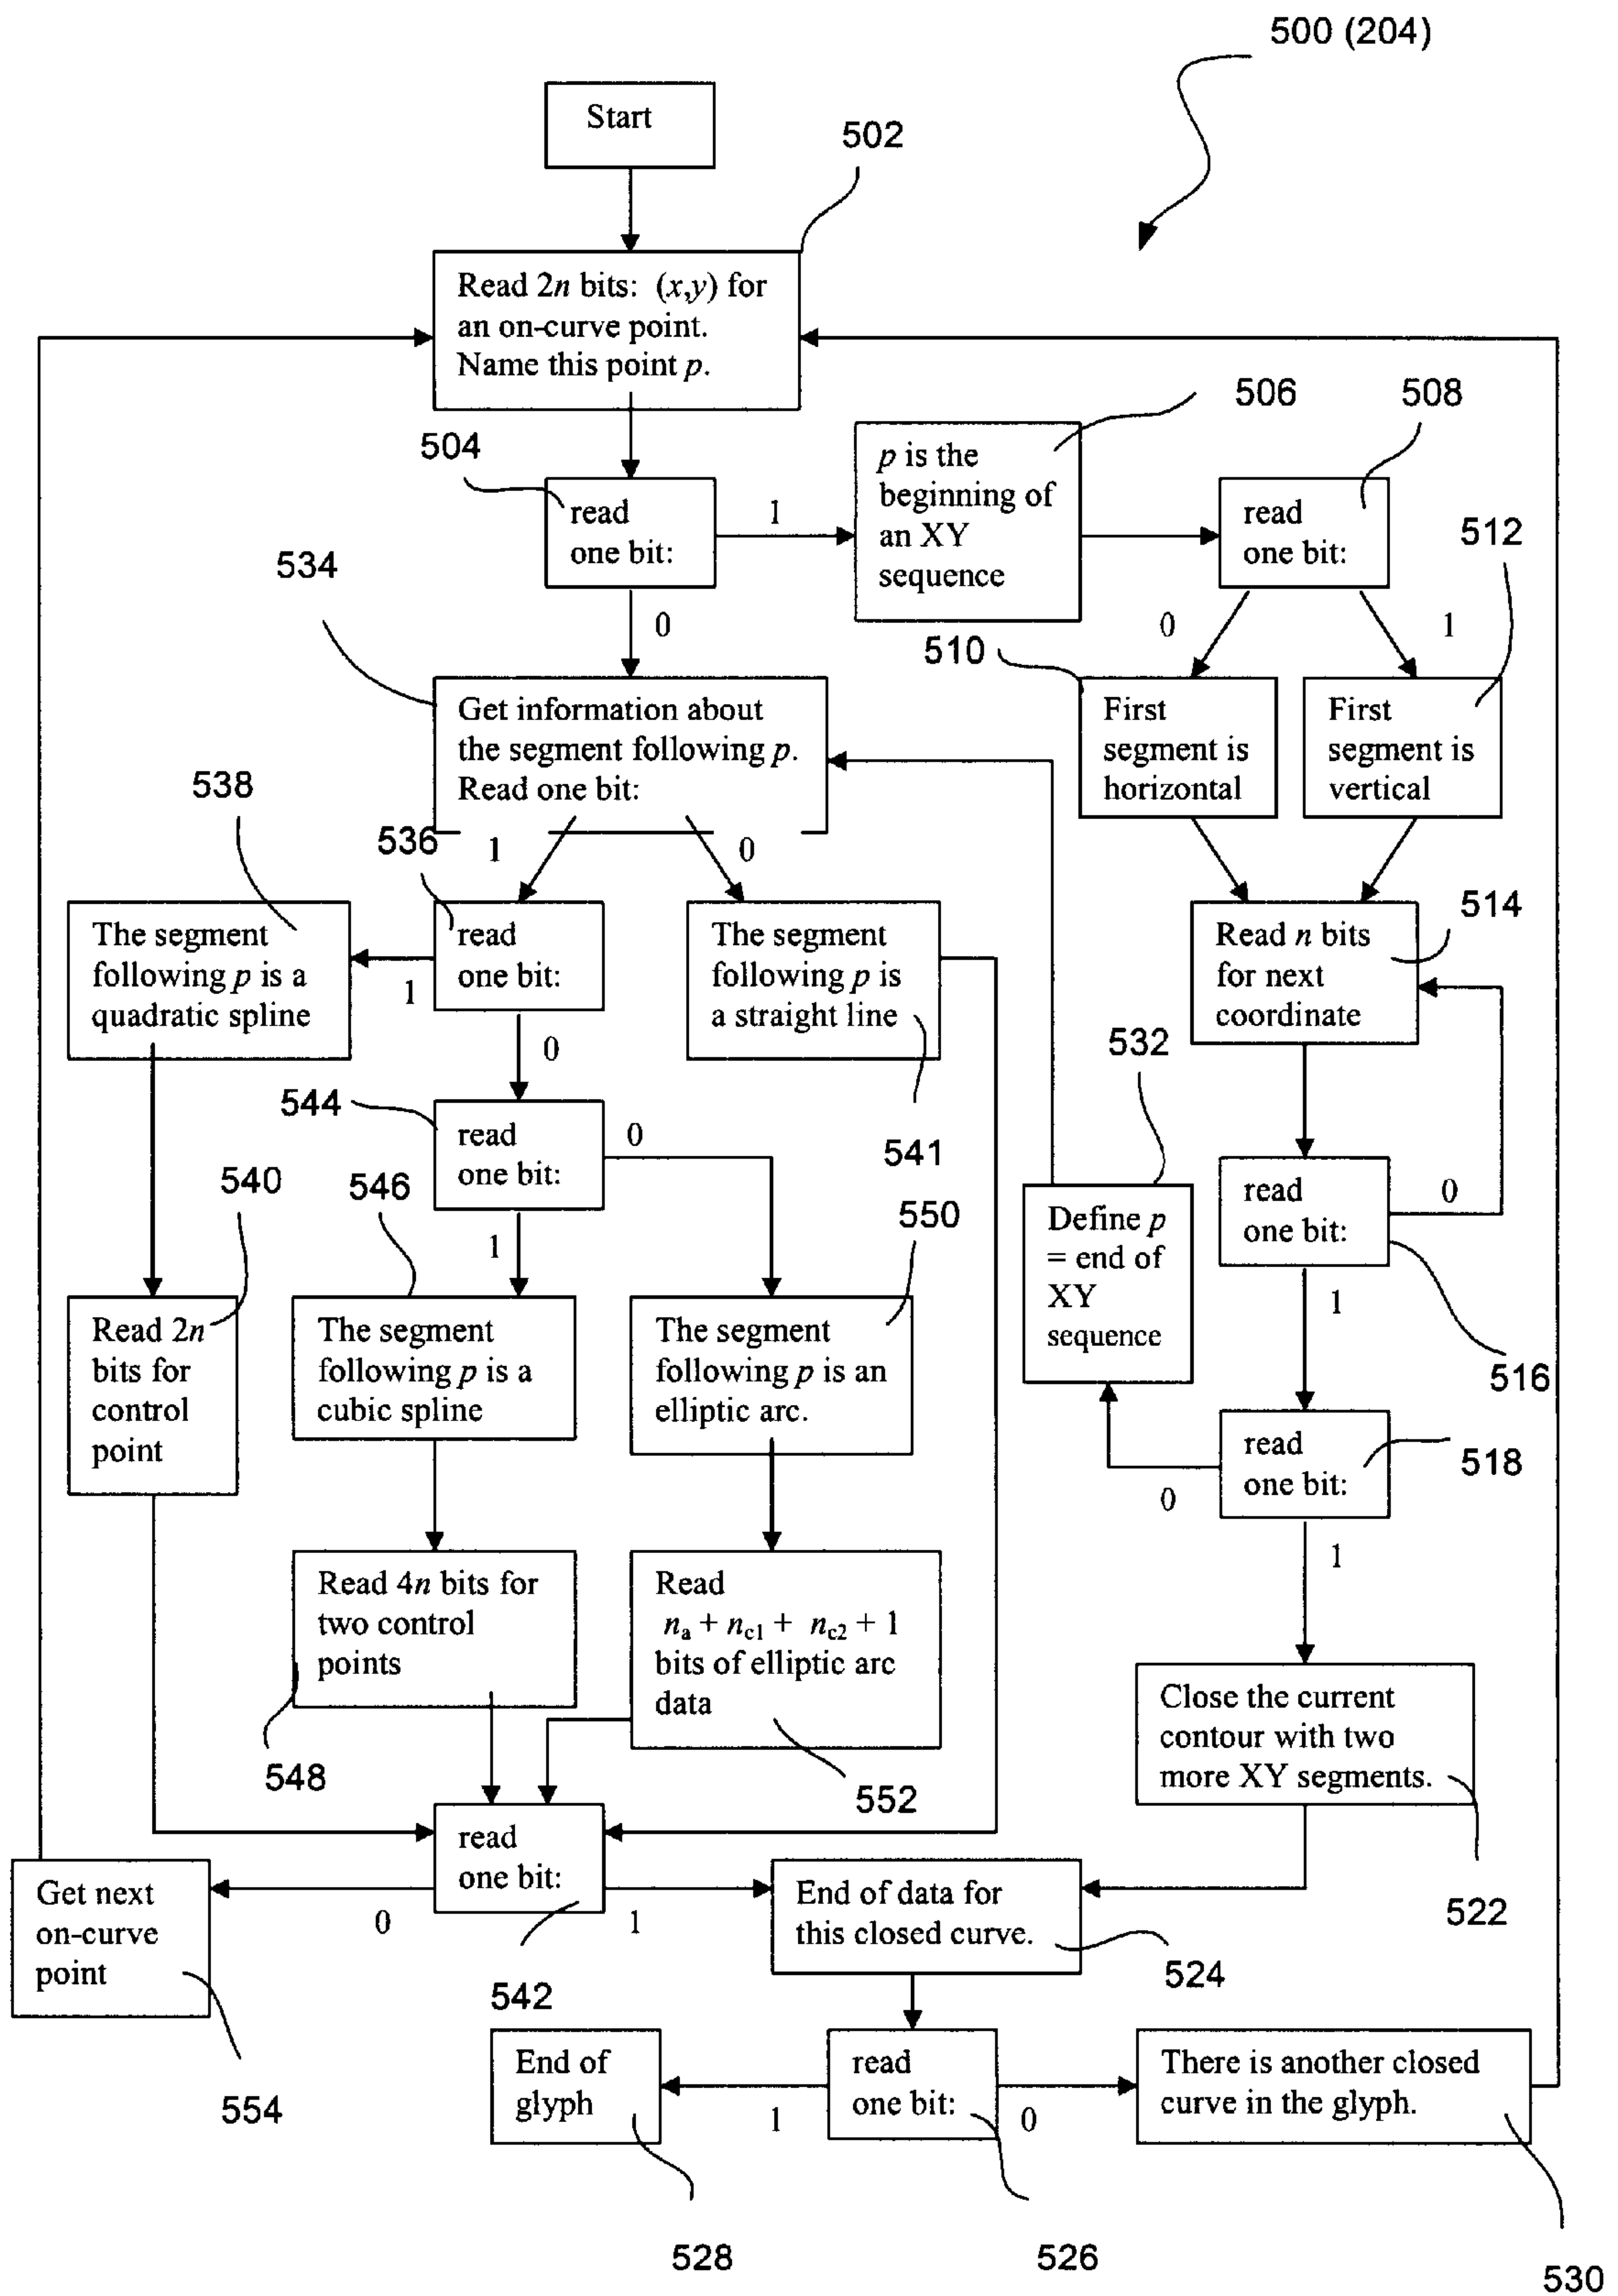 500 (204)
Start
502
Read 2n bits: (x,y) for
an on-curve point.
Name this point p.
504
read
one bit:
1
0
506
p is the
beginning of
an XY
sequence
508
read
one bit:
0
1
510
First
segment is
horizontal
512
First
segment is
vertical
534
Get information about
the segment following p.
Read one bit:
1
0
536
read
one bit:
1
0
538
The segment
following p is a
quadratic spline
The segment
following p is
a straight line
541
514
Read n bits
for next
coordinate
544
read
one bit:
0
1
532
Define p
= end of
XY
sequence
read
one bit:
0
1
516
540
Read 2n
bits for
control
point
546
The segment
following p is a
cubic spline
550
The segment
following p is an
elliptic arc.
read
one bit:
518
0
1
Read 4n bits for
two control
points
548
Read
na + nc1 + nc2 + 1
bits of elliptic arc
data
552
Close the current
contour with two
more XY segments.
522
read
one bit:
0
1
542
Get next
on-curve
point
554
End of data for
this closed curve.
524
End of
glyph
528
read
one bit:
1
0
526
There is another closed
curve in the glyph.
530